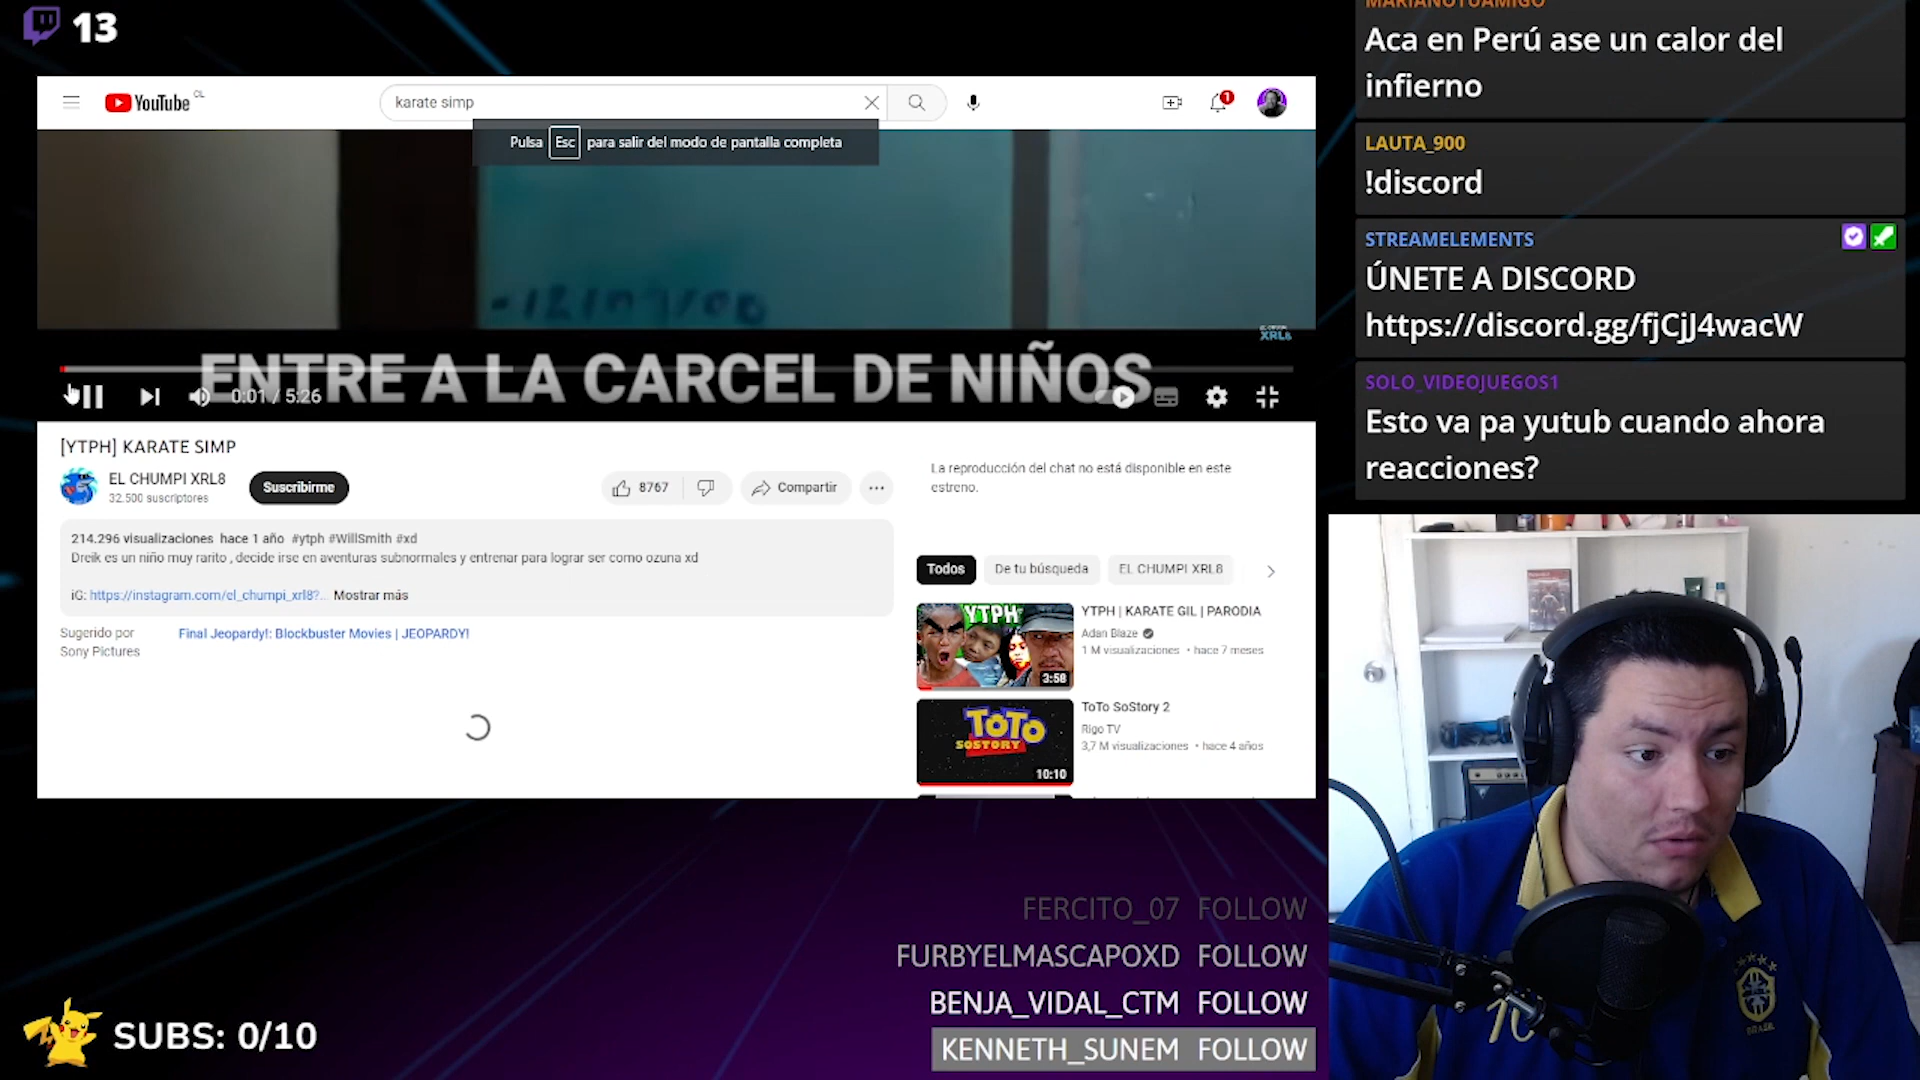 13
YouTube CL
karate simp
1
Pulsa Esc para salir del modo de pantalla completa
XRL8
ENTRE A LA CARCEL DE NIÑOS
0:01 / 5:26
[YTPH] KARATE SIMP
EL CHUMPI XRL8
32.500 suscriptores
Suscribirme
8767
Compartir
214.296 visualizaciones hace 1 año #ytph #WillSmith #xd
Dreik es un niño muy rarito , decide irse en aventuras subnormales y entrenar para lograr ser como ozuna xd
iG: https://instagram.com/el_chumpi_xrl8?... Mostrar más
Sugerido por
Sony Pictures
Final Jeopardy!: Blockbuster Movies | JEOPARDY!
La reproducción del chat no está disponible en este
estreno.
Todos
De tu búsqueda
EL CHUMPI XRL8
YTPH
3:58
YTPH | KARATE GIL | PARODIA
Adan Blaze
1 M visualizaciones • hace 7 meses
TOTO
SOSTORY
10:10
ToTo SoStory 2
Rigo TV
3,7 M visualizaciones • hace 4 años
MARIANOTUAMIGO
Aca en Perú ase un calor del
infierno
LAUTA_900
!discord
STREAMELEMENTS
ÚNETE A DISCORD
https://discord.gg/fjCjJ4wacW
SOLO_VIDEOJUEGOS1
Esto va pa yutub cuando ahora
reacciones?
FERCITO_07 FOLLOW
FURBYELMASCAPOXD FOLLOW
BENJA_VIDAL_CTM FOLLOW
KENNETH_SUNEM FOLLOW
SUBS: 0/10
10
BRASIL